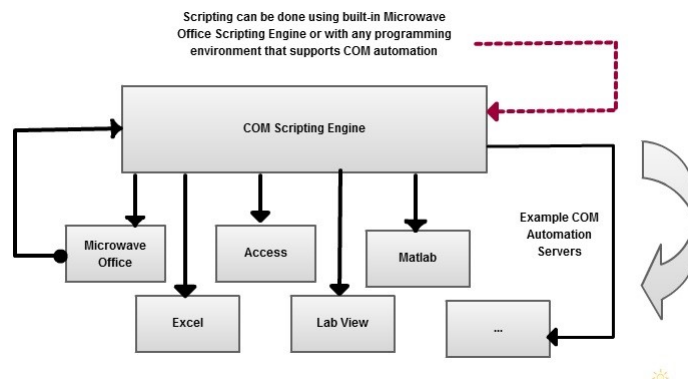 Scripting can be done using built-in Microwave
Office Scripting Engine or with any programming
environment that supports COM automation
COM Scripting Engine
Microwave
Office
Access
Matlab
Example COM
Automation
Servers
Excel
Lab View
...